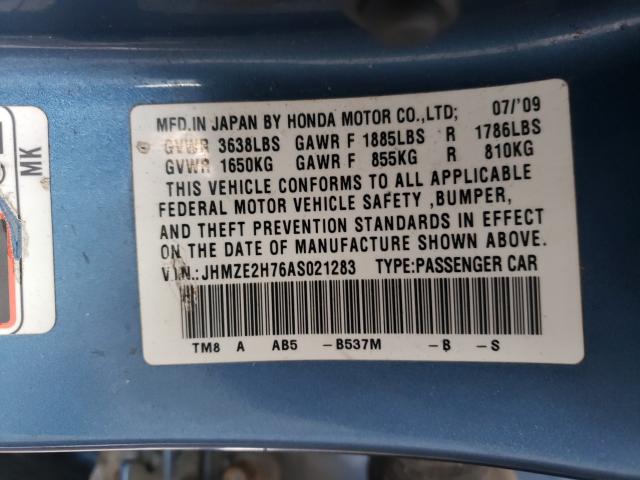 MFD.IN JAPAN BY HONDA MOTOR CO.,LTD; 07/'09
GVWR 3638LBS GAWR F 1885LBS R 1786LBS
GVWR 1650KG GAWR F 855KG R 810KG
THIS VEHICLE CONFORMS TO ALL APPLICABLE
FEDERAL MOTOR VEHICLE SAFETY ,BUMPER,
AND THEFT PREVENTION STANDARDS IN EFFECT
ON THE DATE OF MANUFACTURE SHOWN ABOVE.
V.I.N.:JHMZE2H76AS021283 TYPE:PASSENGER CAR
TM8 A AB5 -B537M -B -S
MK